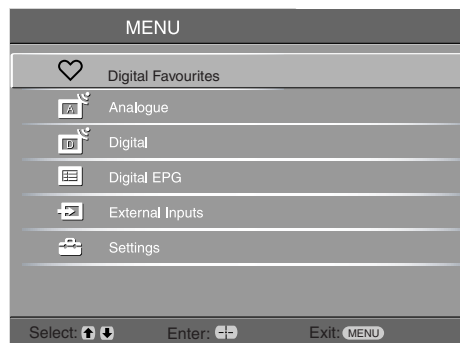 MENU
Digital Favourites
A Analogue
D Digital
Digital EPG
External Inputs
Settings
Select: Enter: Exit: MENU